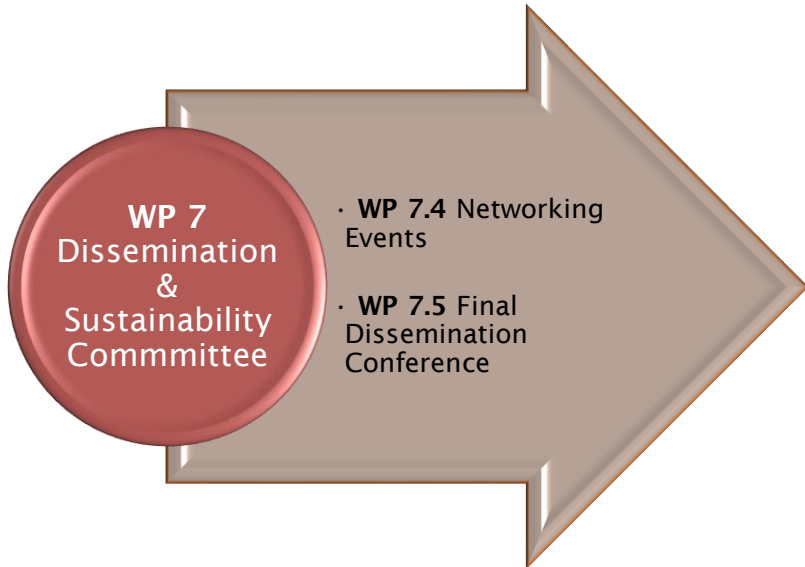 WP 7
Dissemination
&
Sustainability
Commmittee
· WP 7.4 Networking
Events
· WP 7.5 Final
Dissemination
Conference